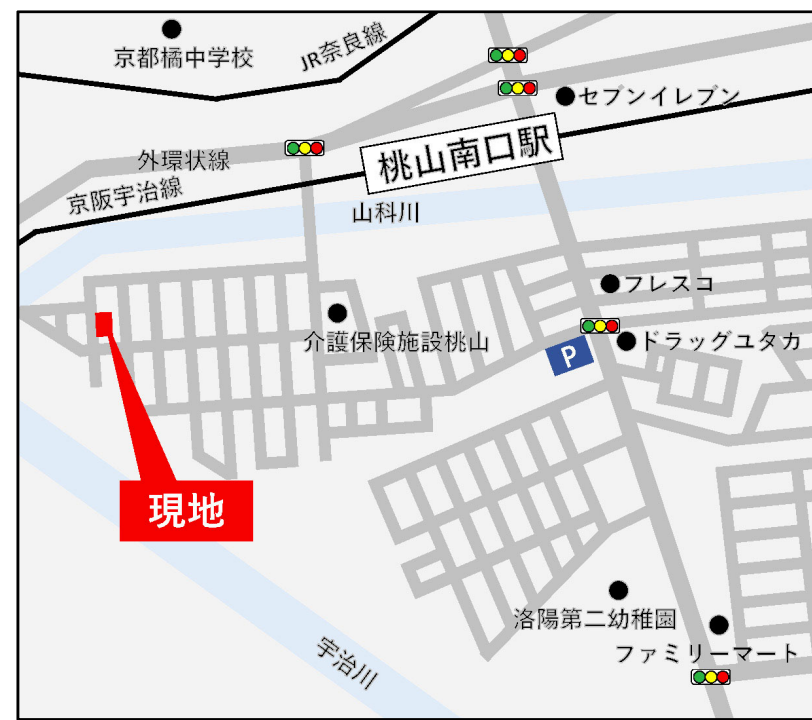 京都橘中学校
JR奈良線
セブンイレブン
外環状線
桃山南口駅
京阪宇治線
山科川
フレスコ
介護保険施設桃山
ドラッグユタカ
P
現地
洛陽第二幼稚園
宇治川
ファミリーマート